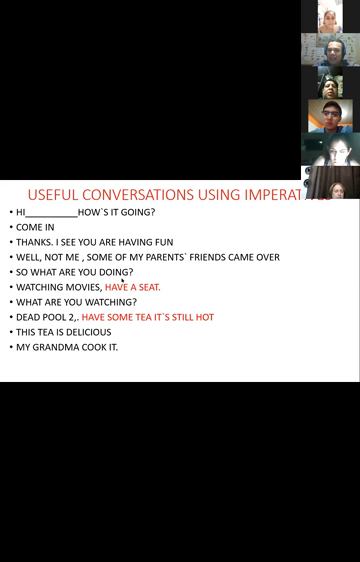 USEFUL CONVERSATIONS USING IMPERAT
• HI__________HOW`S IT GOING?
• COME IN
• THANKS. I SEE YOU ARE HAVING FUN
• WELL, NOT ME , SOME OF MY PARENTS` FRIENDS CAME OVER
• SO WHAT ARE YOU DOING?
• WATCHING MOVIES, HAVE A SEAT.
• WHAT ARE YOU WATCHING?
• DEAD POOL 2,. HAVE SOME TEA IT`S STILL HOT
• THIS TEA IS DELICIOUS
• MY GRANDMA COOK IT.